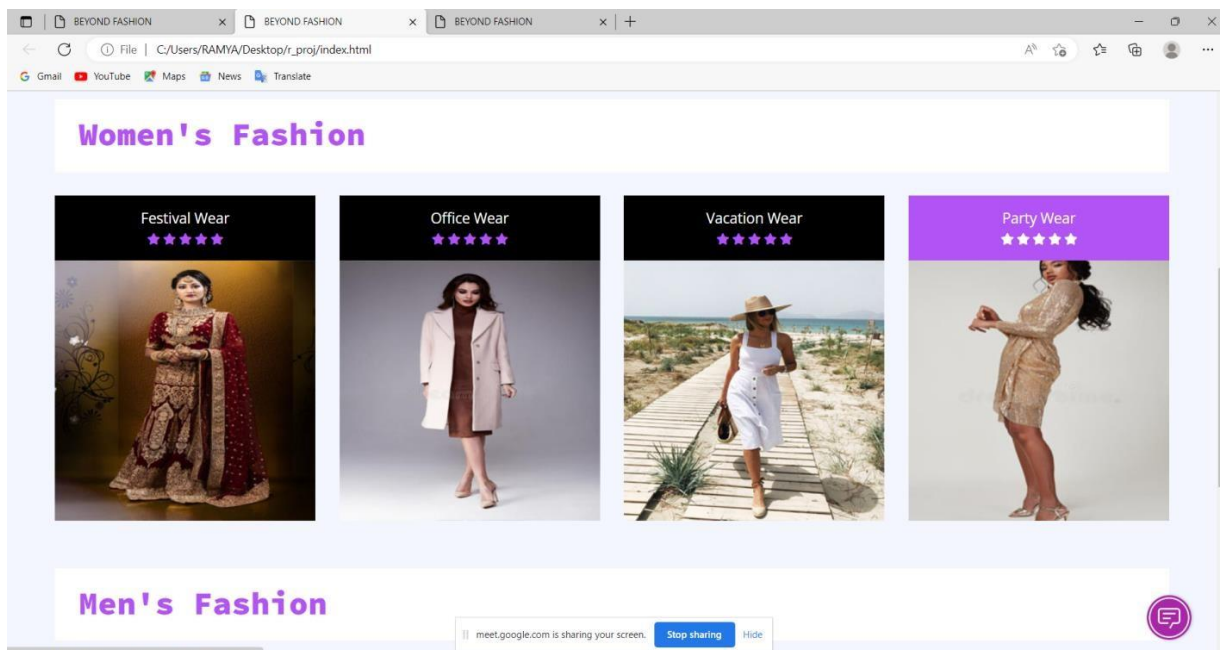 BEYOND FASHION
BEYOND FASHION
BEYOND FASHION
File | C:/Users/RAMYA/Desktop/r_proj/index.html
Gmail YouTube Maps News Translate
Women's Fashion
Festival Wear
Office Wear
Vacation Wear
Party Wear
Men's Fashion
meet.google.com is sharing your screen. Stop sharing Hide